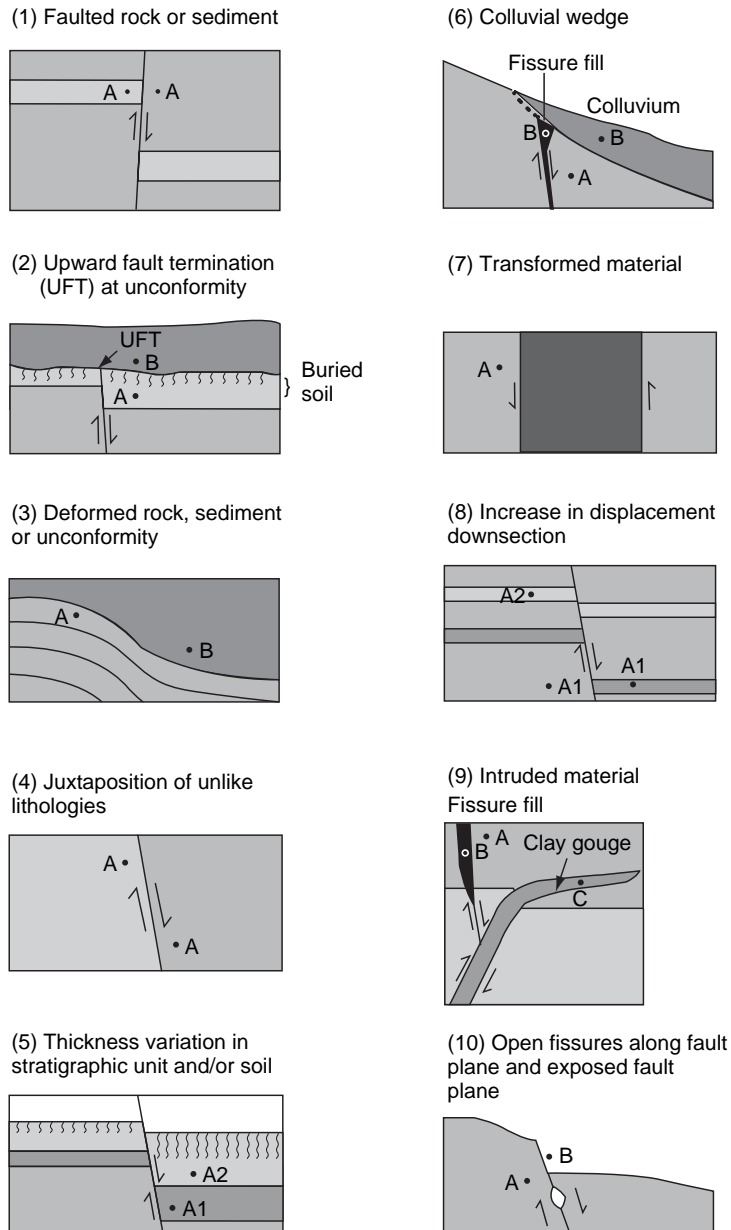 (1) Faulted rock or sediment
A
A
(2) Upward fault termination
(UFT) at unconformity
UFT
B
A
Buried
soil
}
(3) Deformed rock, sediment
or unconformity
A
B
(4) Juxtaposition of unlike
lithologies
A
A
(5) Thickness variation in
stratigraphic unit and/or soil
A2
A1
(6) Colluvial wedge
Fissure fill
Colluvium
B
B
A
(7) Transformed material
A
(8) Increase in displacement
downsection
A2
A1
A1
(9) Intruded material
Fissure fill
A
B
Clay gouge
C
(10) Open fissures along fault
plane and exposed fault
plane
B
A